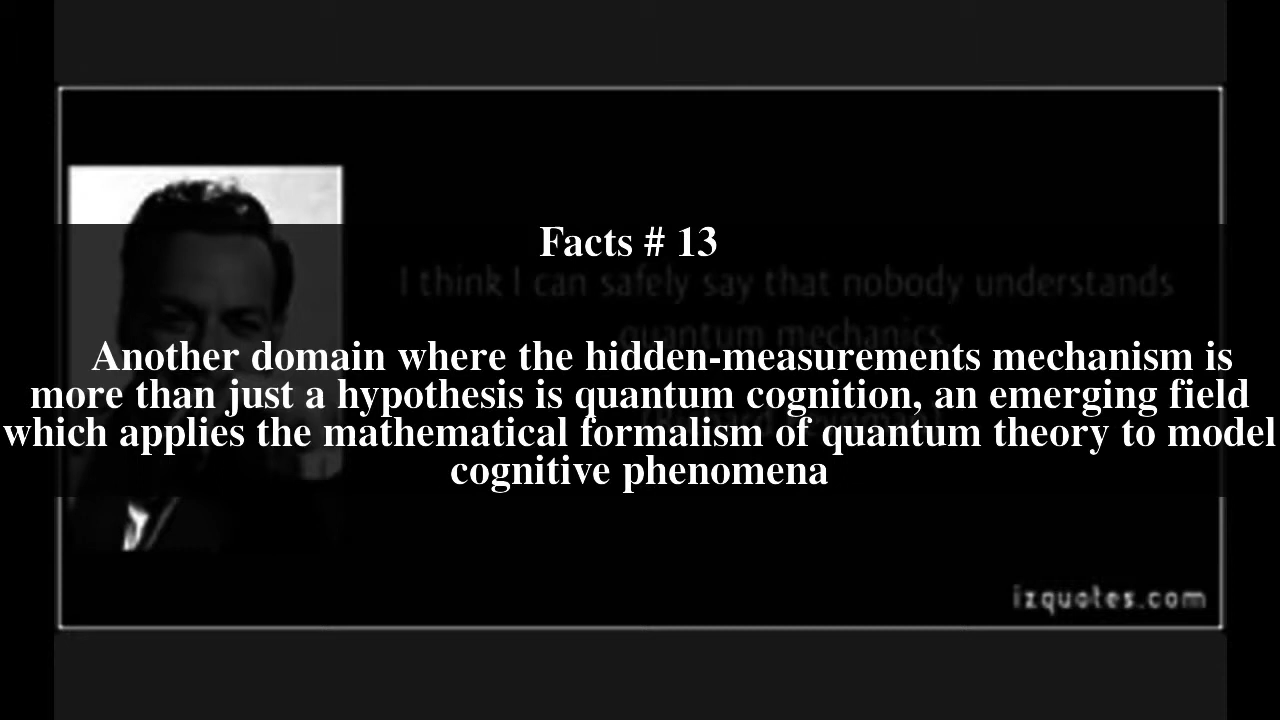 Facts # 13
I think I can safely say that nobody understands
quantum mechanics
Another domain where the hidden-measurements mechanism is
more than just a hypothesis is quantum cognition, an emerging field
which applies the mathematical formalism of quantum theory to model
cognitive phenomena
izquotes.com